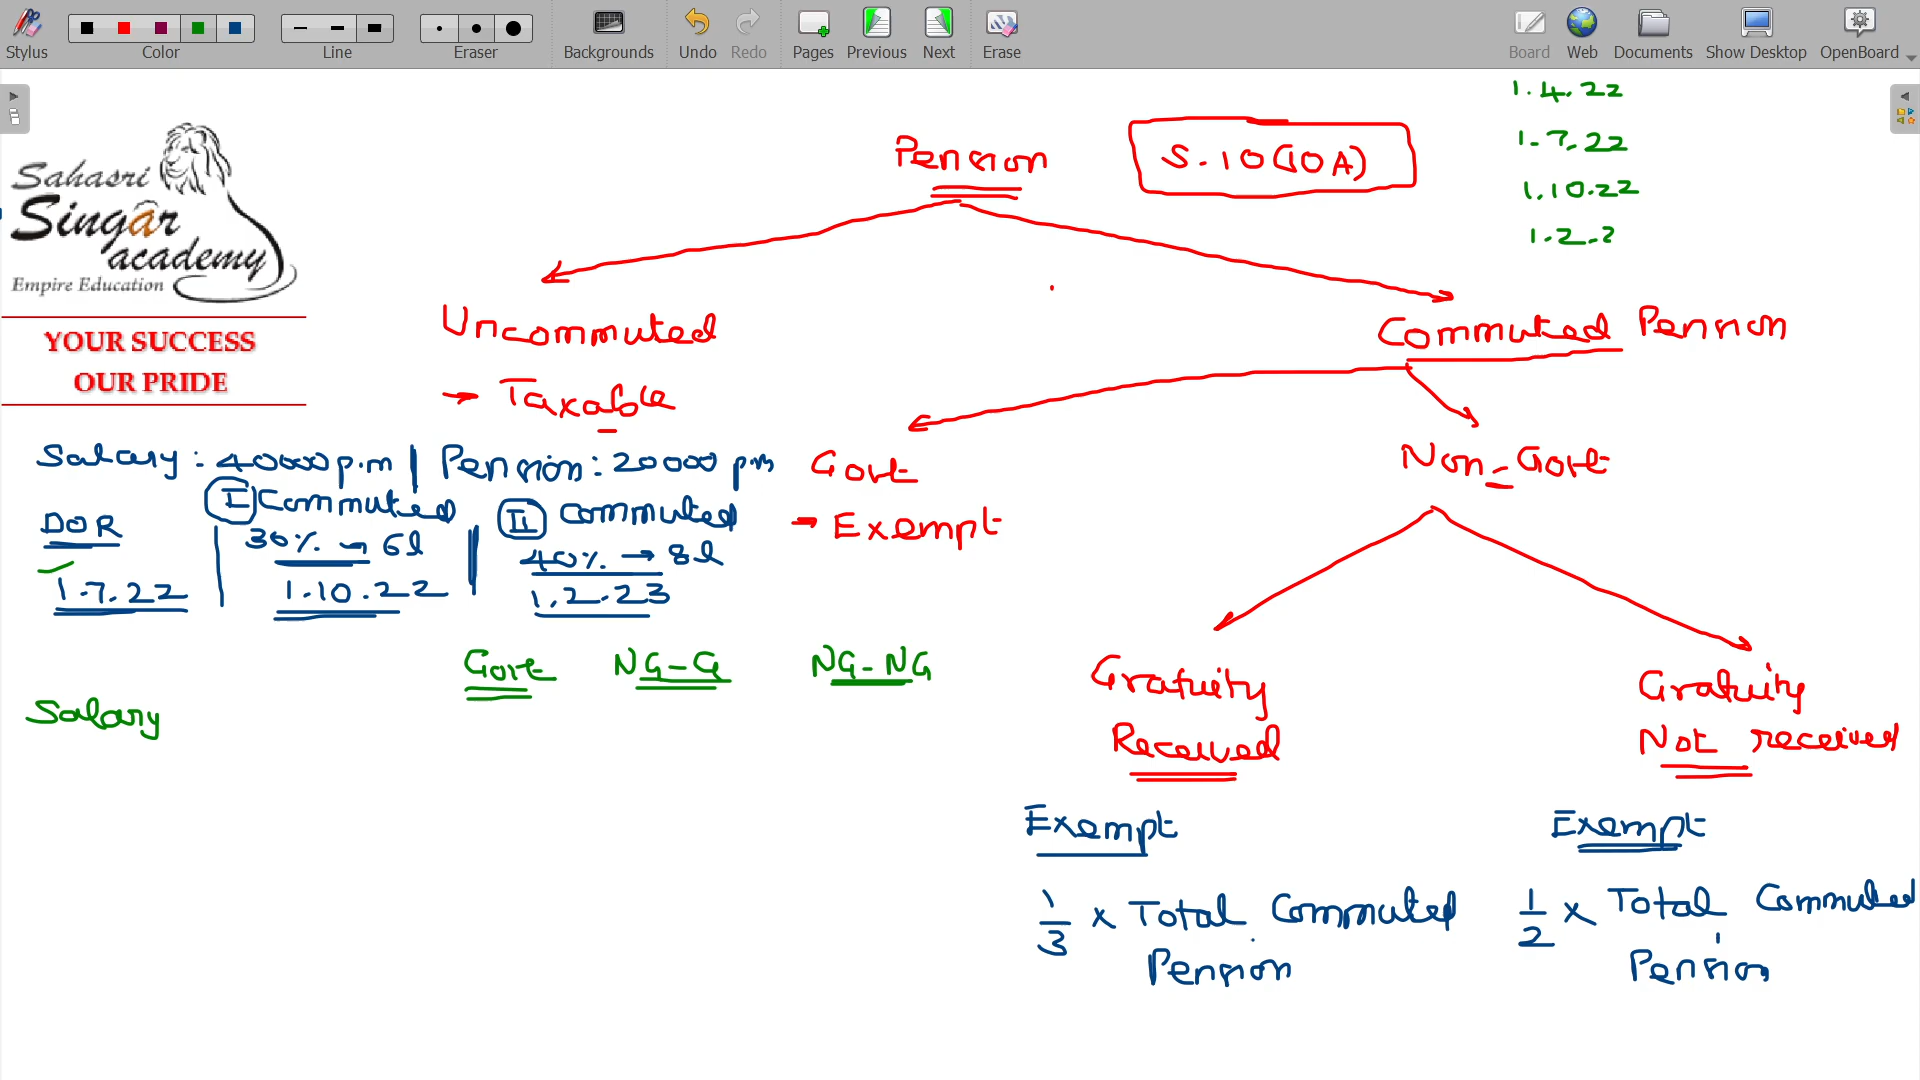 Stylus
Color
Line
Eraser
Backgrounds
Undo
Redo
Pages
Previous
Next
Erase
Board
Web
Documents
Show Desktop
OpenBoard
1.4.22
1.7.22
1.10.22
1.2.2
Sahasri
Singar
academy
Empire Education
YOUR SUCCESS
OUR PRIDE
Pension
S.10(10A)
Uncommuted
→ Taxable
Commuted Pension
Salary : 40000 p.m | Pension : 20000 p.m
DOR
1.7.22
I Commuted
30% → 6l
1.10.22
II Commuted
40% → 8l
1.2.23
Govt
→ Exempt
Non-Govt
Govt NG-G NG-NG
Salary
Gratuity
Received
Gratuity
Not received
Exempt
1/3 x Total Commuted
Pension
Exempt
1/2 x Total Commuted
Pension